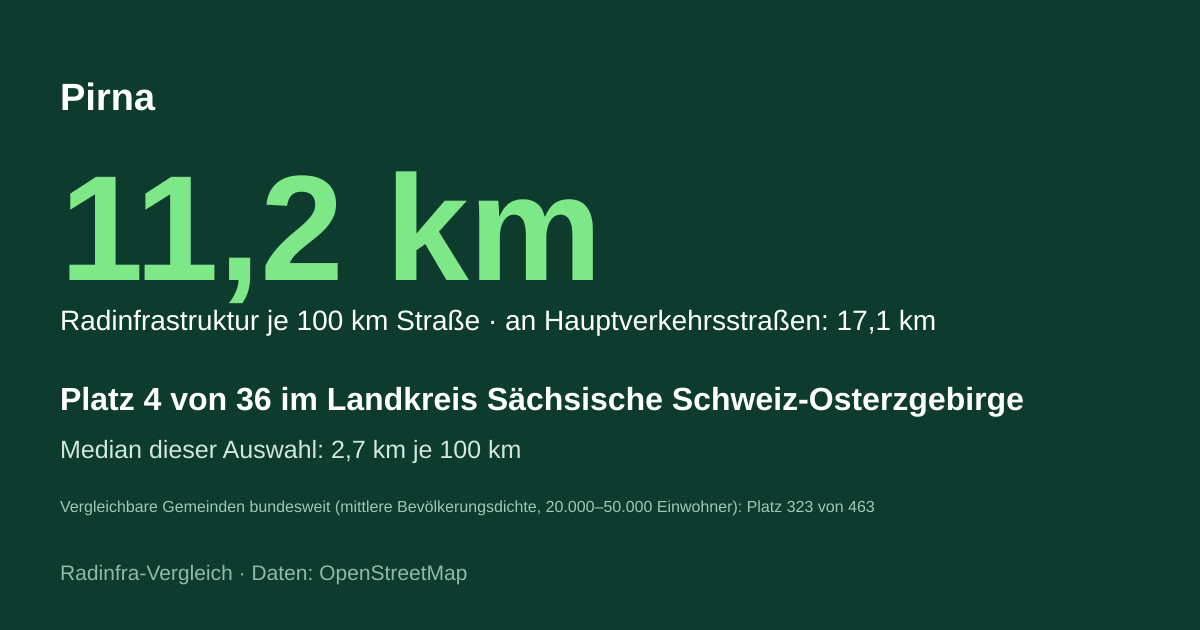 Pirna
11,2 km
Radinfrastruktur je 100 km Straße · an Hauptverkehrsstraßen: 17,1 km
Platz 4 von 36 im Landkreis Sächsische Schweiz-Osterzgebirge
Median dieser Auswahl: 2,7 km je 100 km
Vergleichbare Gemeinden bundesweit (mittlere Bevölkerungsdichte, 20.000–50.000 Einwohner): Platz 323 von 463
Radinfra-Vergleich · Daten: OpenStreetMap